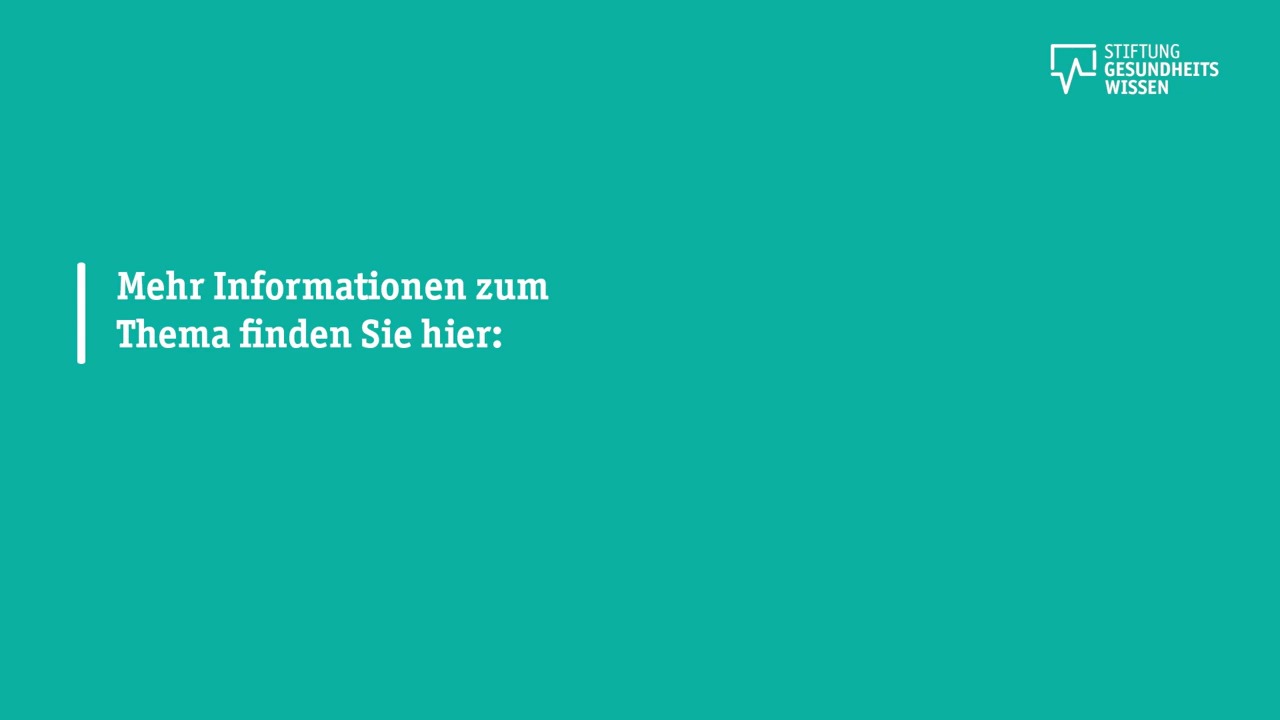 STIFTUNG
GESUNDHEITS
WISSEN
Mehr Informationen zum
Thema finden Sie hier: